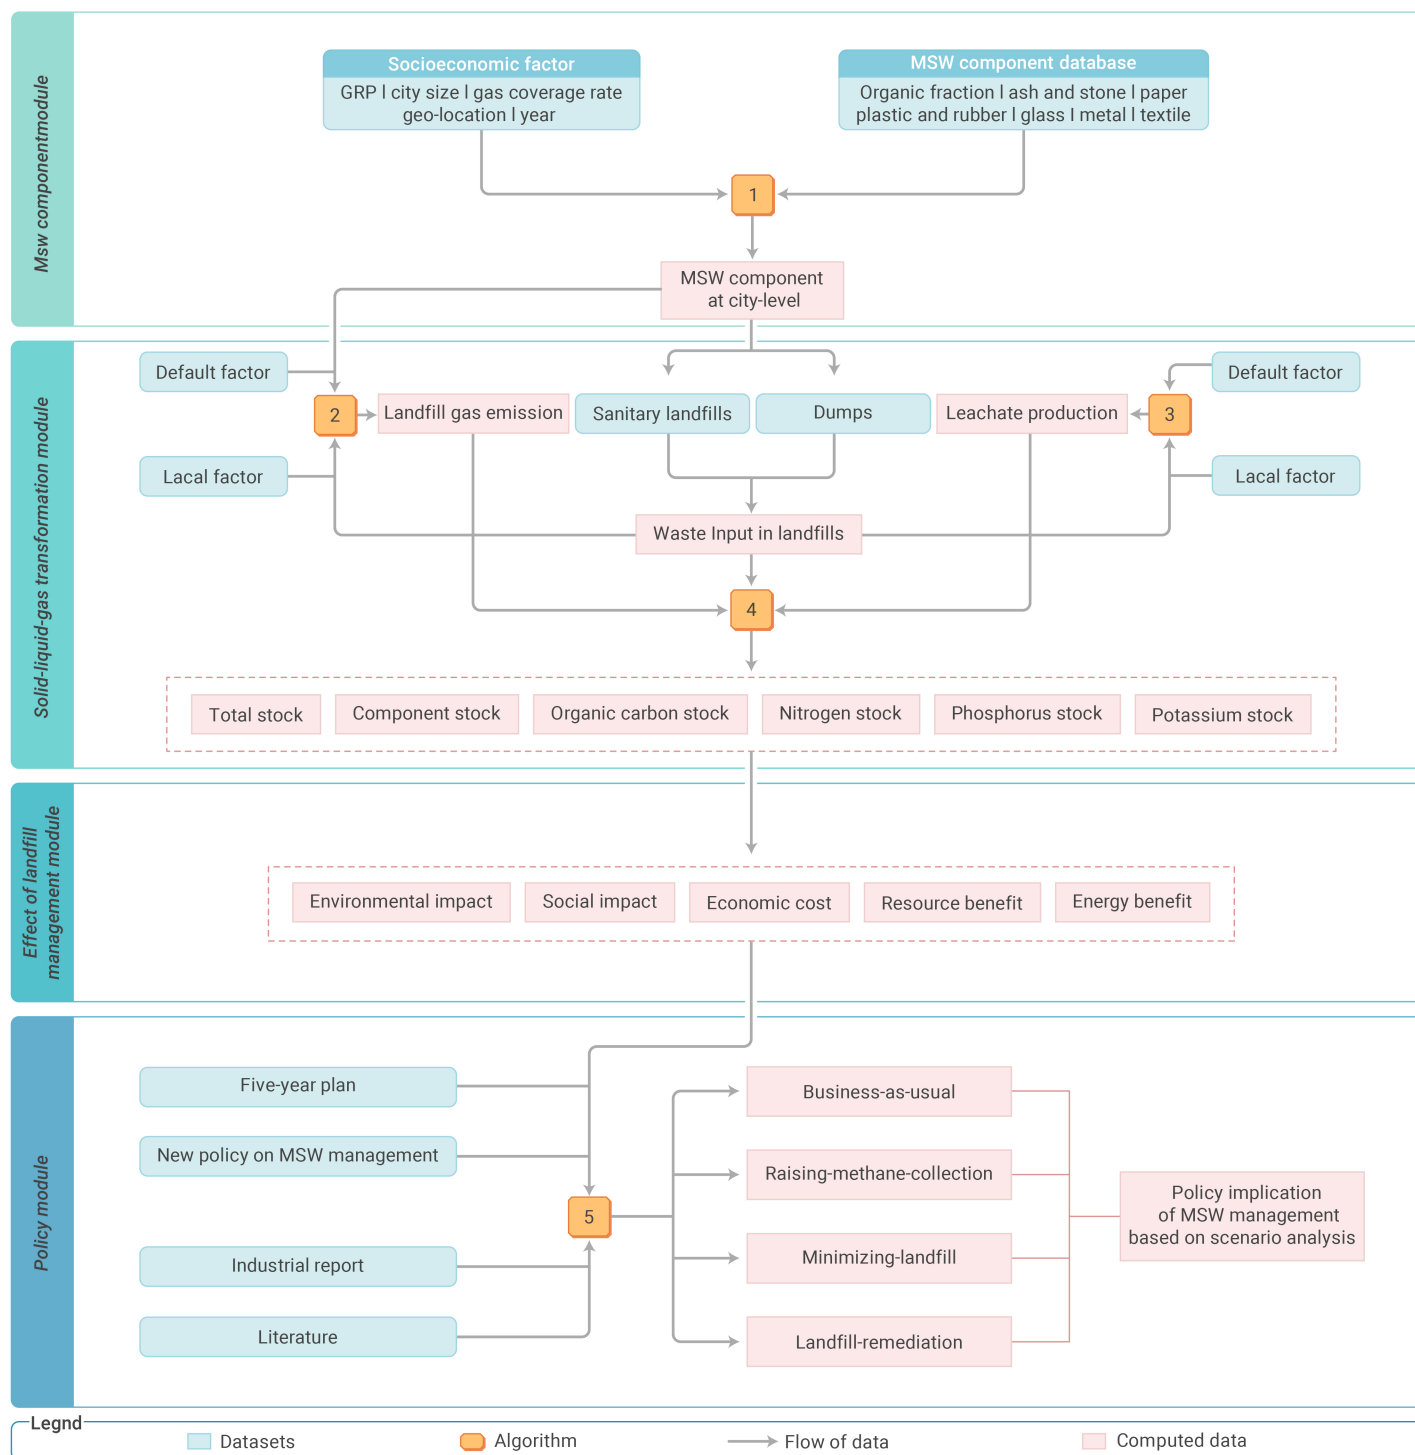 Msw componentmodule
Socioeconomic factor
GRP I city size I gas coverage rate
geo-location I year
MSW component database
Organic fraction I ash and stone I paper
plastic and rubber I glass I metal I textile
1
MSW component
at city-level
Solid-liquid-gas transformation module
Default factor
Default factor
2
Landfill gas emission
Sanitary landfills
Dumps
Leachate production
3
Lacal factor
Lacal factor
Waste Input in landfills
4
Total stock
Component stock
Organic carbon stock
Nitrogen stock
Phosphorus stock
Potassium stock
Effect of landfill
management module
Environmental impact
Social impact
Economic cost
Resource benefit
Energy benefit
Policy module
Five-year plan
New policy on MSW management
Industrial report
Literature
5
Business-as-usual
Raising-methane-collection
Minimizing-landfill
Landfill-remediation
Policy implication
of MSW management
based on scenario analysis
Legnd
Datasets
Algorithm
Flow of data
Computed data